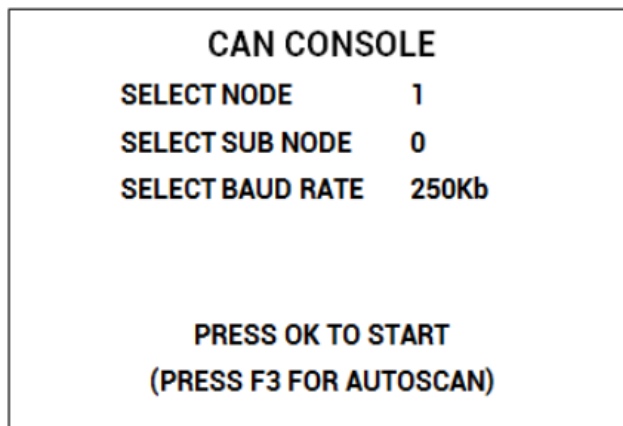 CAN CONSOLE
SELECT NODE 1
SELECT SUB NODE 0
SELECT BAUD RATE 250Kb
PRESS OK TO START
(PRESS F3 FOR AUTOSCAN)